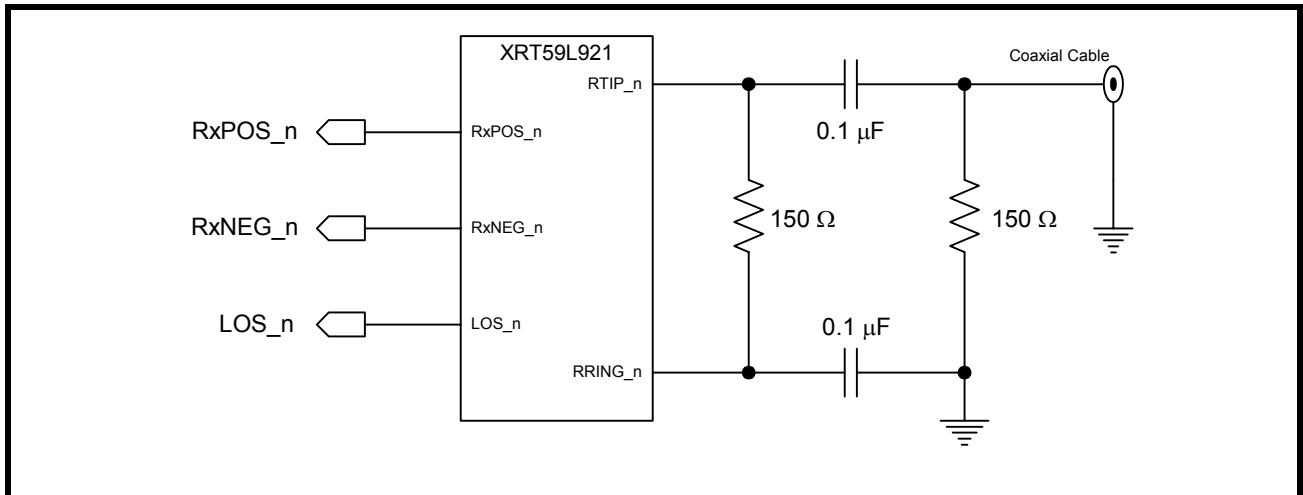 XRT59L921
Coaxial Cable
RTIP_n
RxPOS_n
RxPOS_n
0.1 μF
RxNEG_n
RxNEG_n
150 Ω
150 Ω
LOS_n
LOS_n
0.1 μF
RRING_n